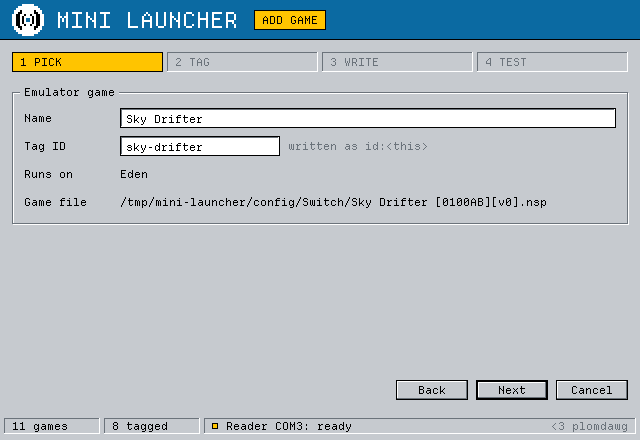 MINI LAUNCHER ADD GAME
1 PICK 2 TAG 3 WRITE 4 TEST
Emulator game
Name Sky Drifter
Tag ID sky-drifter written as id:<this>
Runs on Eden
Game file /tmp/mini-launcher/config/Switch/Sky Drifter [0100AB][v0].nsp
Back Next Cancel
11 games 8 tagged Reader COM3: ready <3 plomdawg